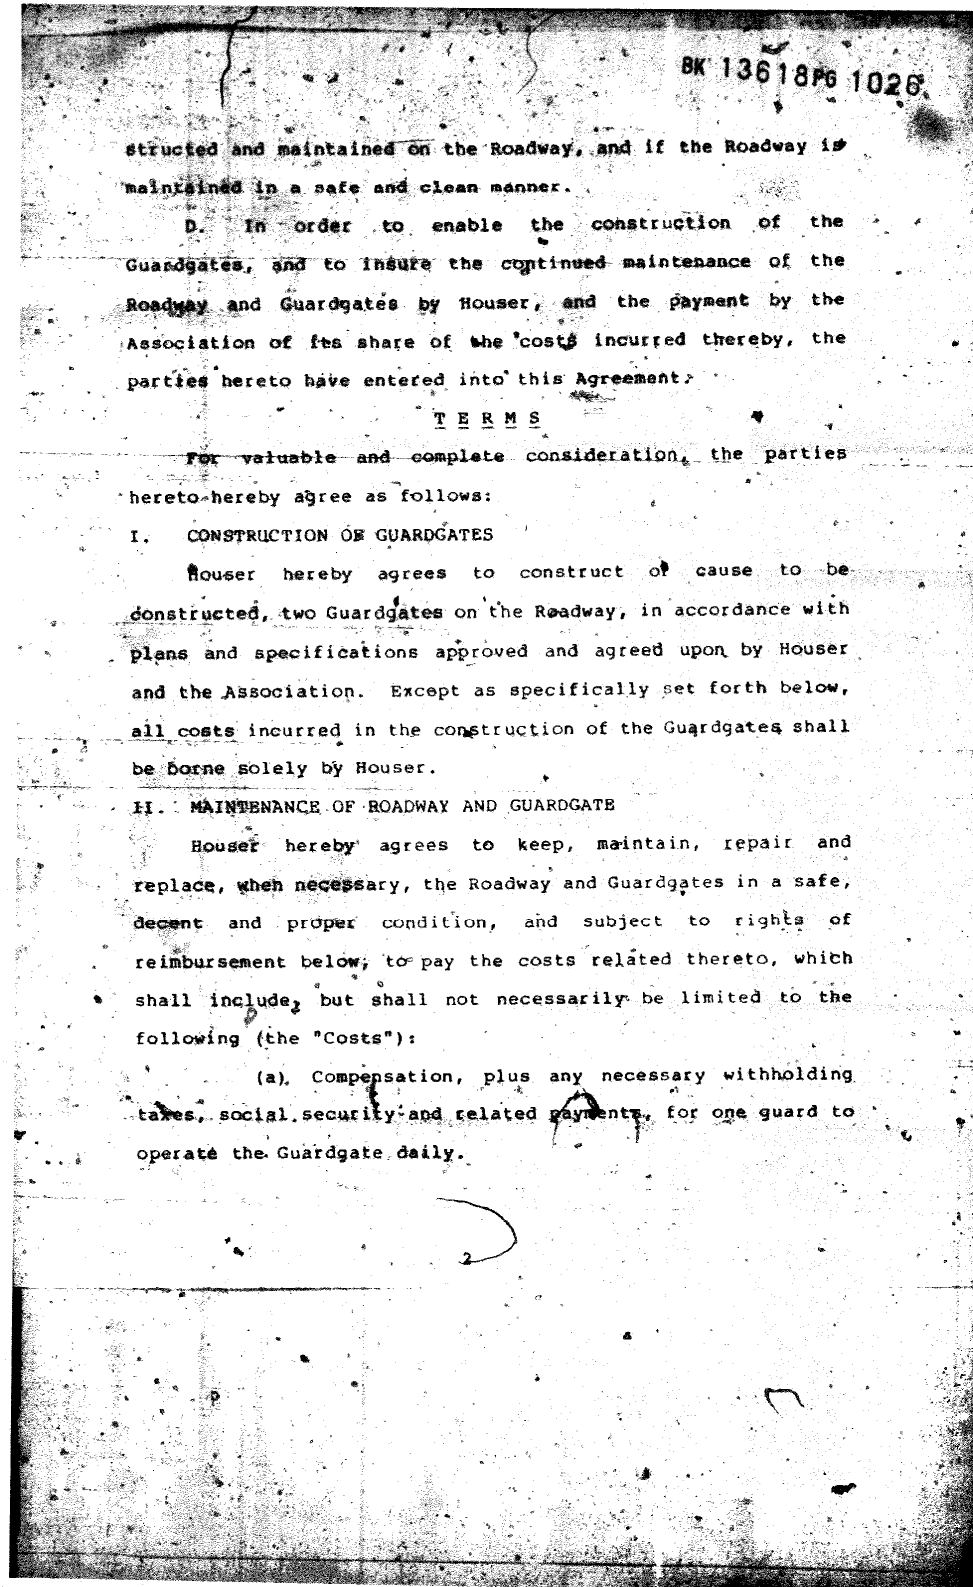 BK 13618PG 1026
structed and maintained on the Roadway, and if the Roadway is
maintained in a safe and clean manner.
D. In order to enable the construction of the
Guardgates, and to insure the continued maintenance of the
Roadway and Guardgates by Houser, and the payment by the
Association of its share of the costs incurred thereby, the
parties hereto have entered into this Agreement.
T E R M S
For valuable and complete consideration, the parties
hereto hereby agree as follows:
I. CONSTRUCTION OF GUARDGATES
Houser hereby agrees to construct or cause to be
constructed, two Guardgates on the Roadway, in accordance with
plans and specifications approved and agreed upon by Houser
and the Association. Except as specifically set forth below,
all costs incurred in the construction of the Guardgates shall
be borne solely by Houser.
II. MAINTENANCE OF ROADWAY AND GUARDGATE
Houser hereby agrees to keep, maintain, repair and
replace, when necessary, the Roadway and Guardgates in a safe,
decent and proper condition, and subject to rights of
reimbursement below, to pay the costs related thereto, which
shall include, but shall not necessarily be limited to the
following (the "Costs"):
(a). Compensation, plus any necessary withholding
taxes, social security and related payments, for one guard to
operate the Guardgate daily.
2